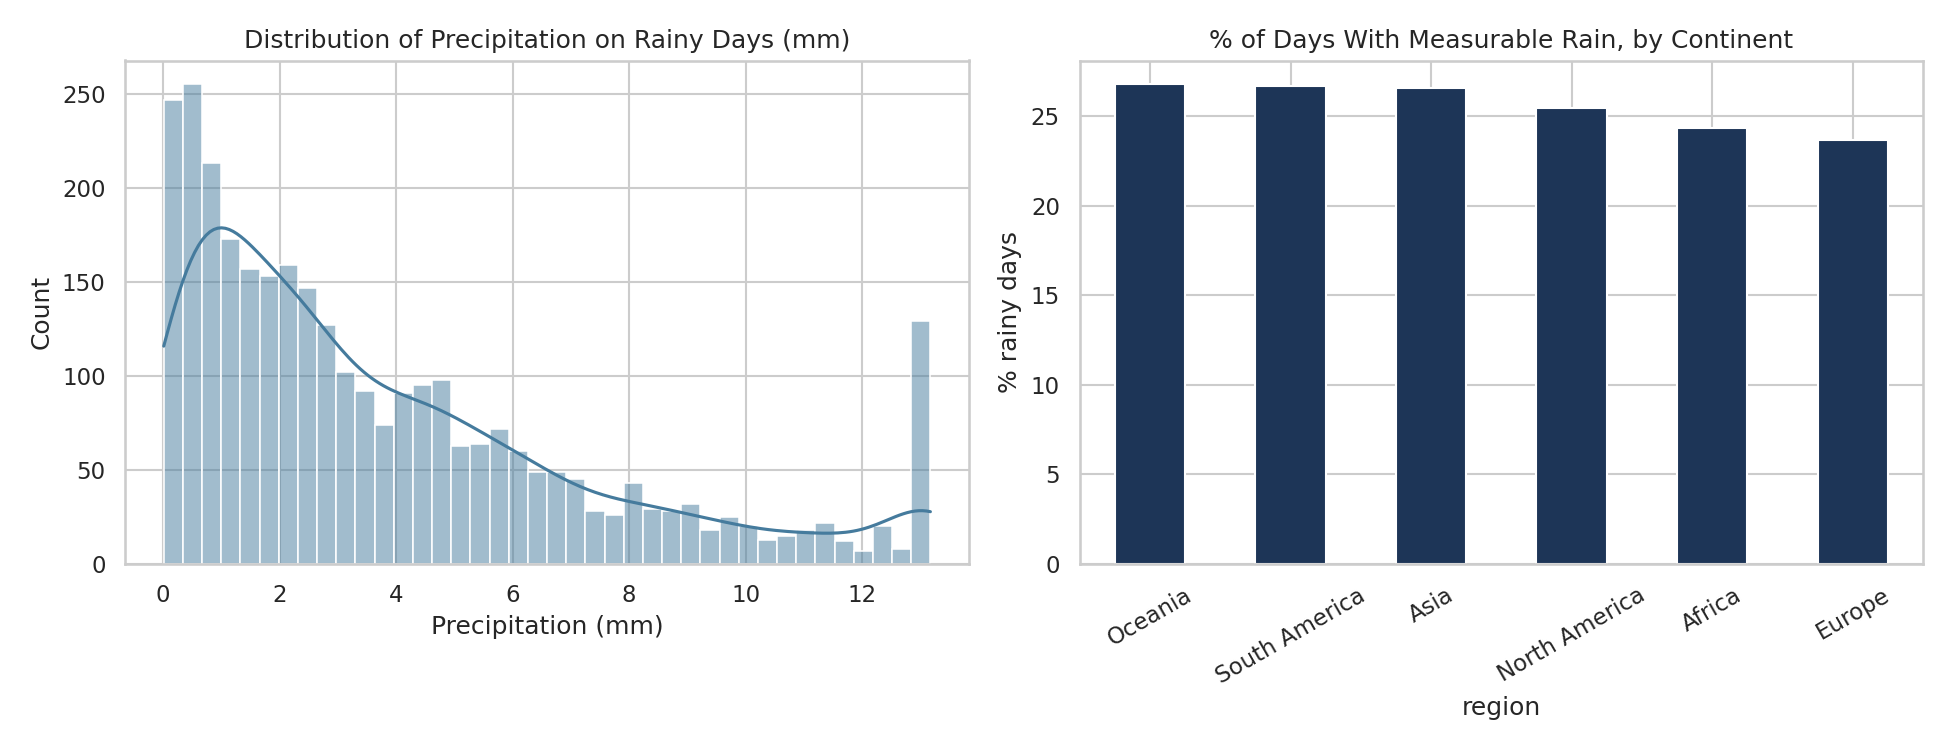 Distribution of Precipitation on Rainy Days (mm)
250
200
150
100
50
0
Count
0 2 4 6 8 10 12
Precipitation (mm)
% of Days With Measurable Rain, by Continent
25
20
15
10
5
0
% rainy days
Oceania
South America
Asia
North America
Africa
Europe
region